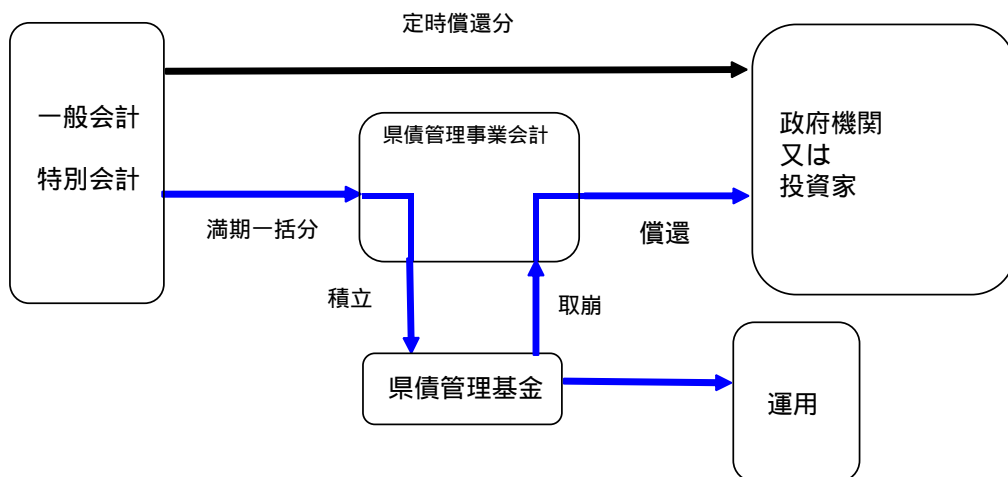 定時償還分
一般会計
特別会計
県債管理事業会計
政府機関
又は
投資家
満期一括分
償還
積立
取崩
県債管理基金
運用